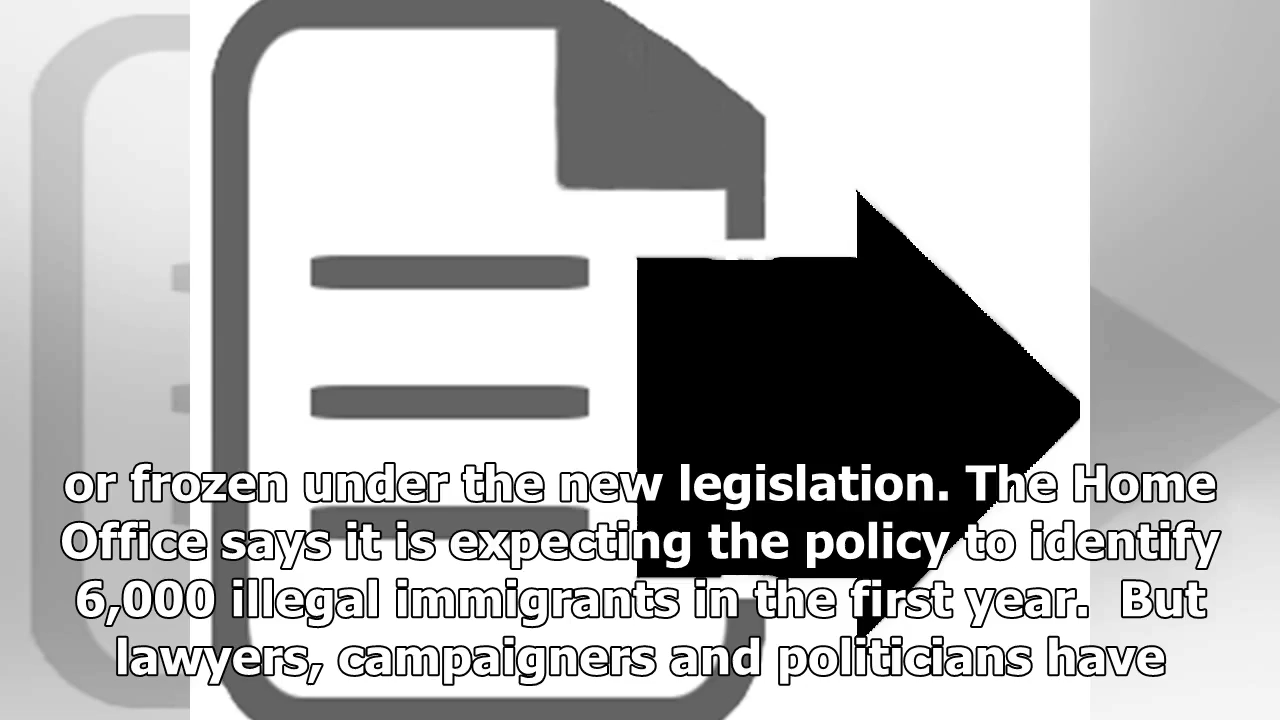 or frozen under the new legislation. The Home
Office says it is expecting the policy to identify
6,000 illegal immigrants in the first year.  But
lawyers, campaigners and politicians have